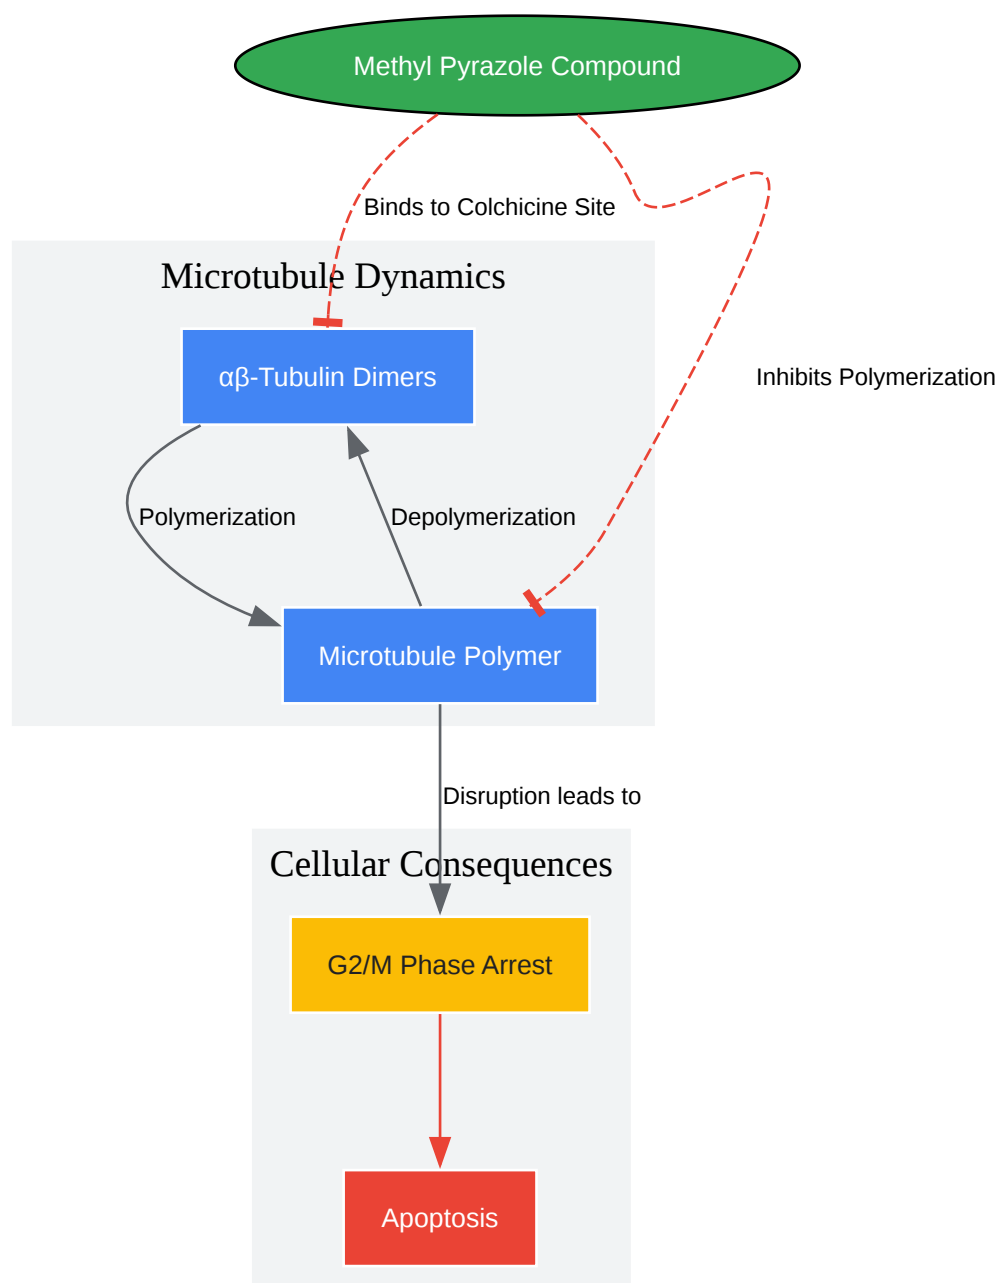 Methyl Pyrazole Compound
Binds to Colchicine Site
Microtubule Dynamics
αβ-Tubulin Dimers
Inhibits Polymerization
Polymerization
Depolymerization
Microtubule Polymer
Disruption leads to
Cellular Consequences
G2/M Phase Arrest
Apoptosis